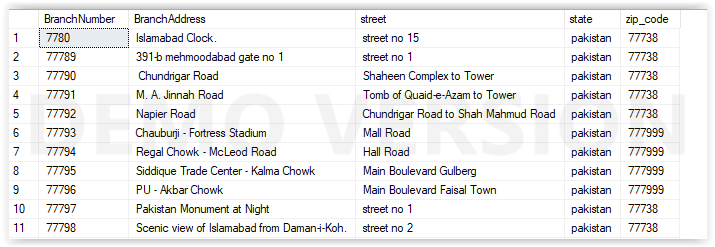 BranchNumber BranchAddress street state zip_code
1 7780 Islamabad Clock. street no 15 pakistan 77738
2 77789 391-b mehmoodabad gate no 1 street no 1 pakistan 77738
3 77790 Chundrigar Road Shaheen Complex to Tower pakistan 77738
4 77791 M. A. Jinnah Road Tomb of Quaid-e-Azam to Tower pakistan 77738
5 77792 Napier Road Chundrigar Road to Shah Mahmud Road pakistan 77738
6 77793 Chauburji - Fortress Stadium Mall Road pakistan 777999
7 77794 Regal Chowk - McLeod Road Hall Road pakistan 777999
8 77795 Siddique Trade Center - Kalma Chowk Main Boulevard Gulberg pakistan 777999
9 77796 PU - Akbar Chowk Main Boulevard Faisal Town pakistan 777999
10 77797 Pakistan Monument at Night street no 1 pakistan 77738
11 77798 Scenic view of Islamabad from Daman-i-Koh. street no 2 pakistan 77738
DEMO VERSION